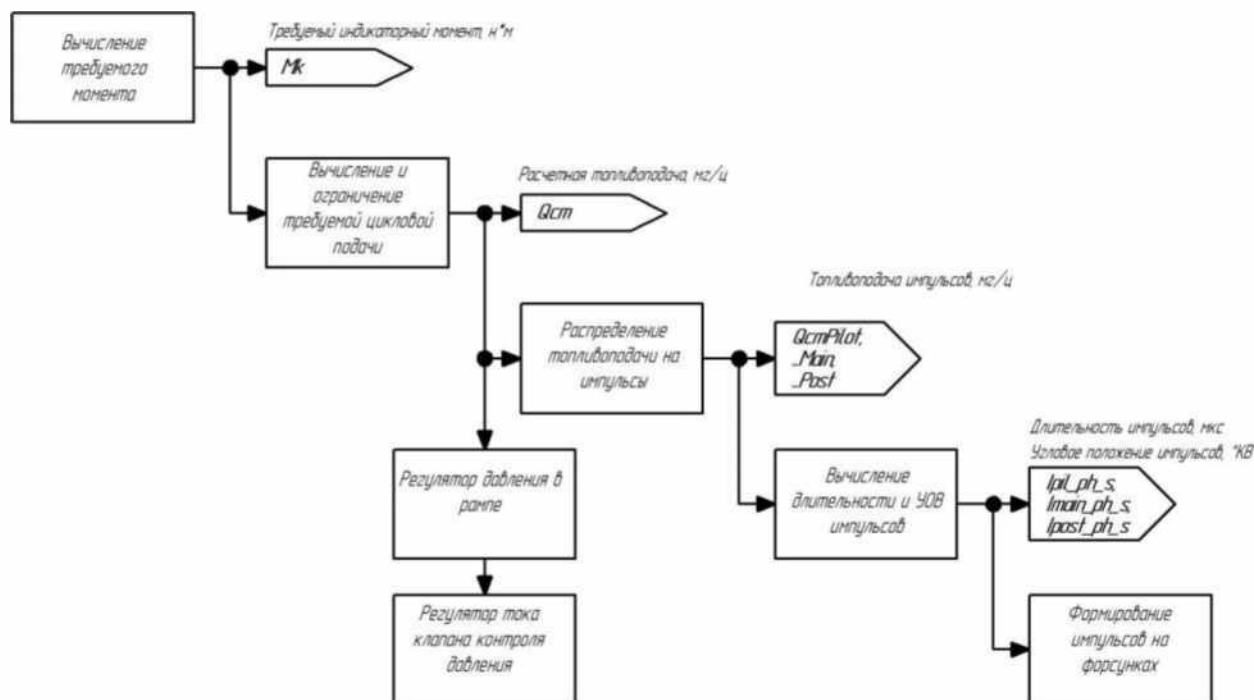 Вычисление
требуемого
момента
Требуемый индикаторный момент, н*м
Mk
Вычисление и
ограничение
требуемой цикловой
подачи
Расчетная топливоподача, мг/ц
Qcm
Распределение
топливоподачи на
импульсы
Топливоподача импульсов, мг/ц
QcmPilot,
..Main,
..Post
Регулятор давления в
рампе
Вычисление
длительности и УОВ
импульсов
Длительность импульсов, мкс
Угловое положение импульсов, °КВ
Ipil_ph_s,
Imain_ph_s,
Ipost_ph_s
Регулятор тока
клапана контроля
давления
Формирование
импульсов на
форсунках